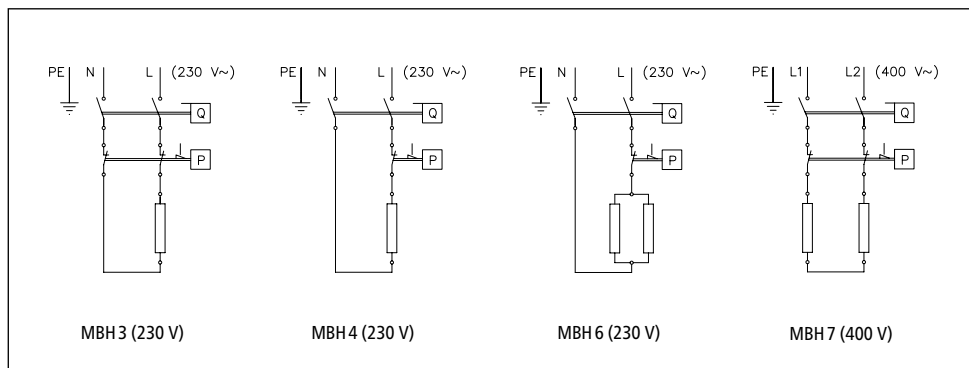 PE N L (230 V~)
Q
P
MBH 3 (230 V)
PE N L (230 V~)
Q
P
MBH 4 (230 V)
PE N L (230 V~)
Q
P
MBH 6 (230 V)
PE L1 L2 (400 V~)
Q
P
MBH 7 (400 V)